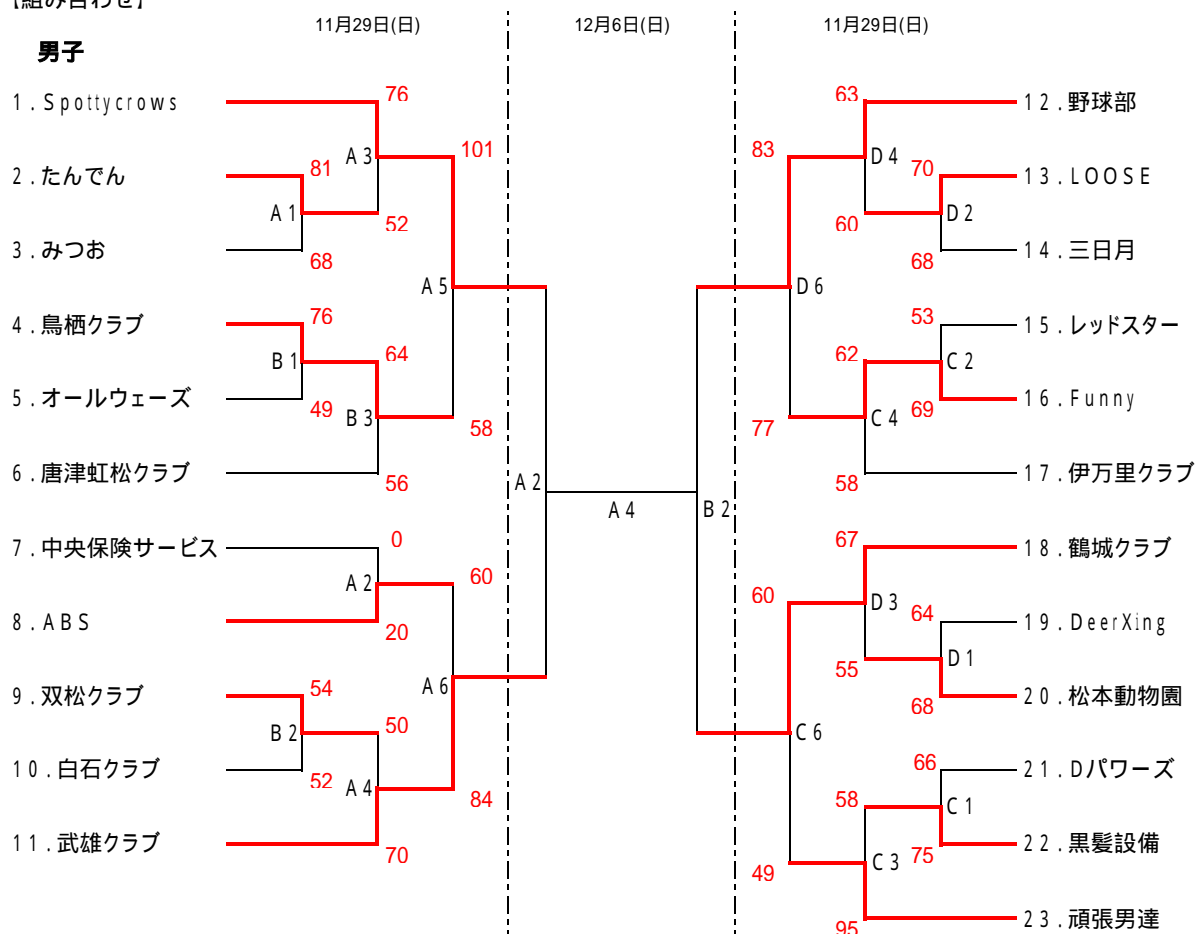 【組み合わせ】
11月29日(日) 12月6日(日) 11月29日(日)
男子
76 63
1.Spottycrows 12.野球部
A3 101 83 D4
81 70
2.たんでん 13.LOOSE
A1 52 60 D2
3.みつお 14.三日月
68 68
A5 D6
76 53
4.鳥栖クラブ 15.レッドスター
B1 64 62 C2
5.オールウェーズ 16.Funny
49 B3 58 77 C4 69
6.唐津虹松クラブ 17.伊万里クラブ
56 A2 58
A4 B2
0 67
7.中央保険サービス 18.鶴城クラブ
A2 60 60 D3
64
8.ABS 19.DeerXing
20 55 D1
A6
54 68
9.双松クラブ 20.松本動物園
B2 50 C6
10.白石クラブ 66 21.Dパワーズ
52 A4 84 58 C1
11.武雄クラブ 22.黒髪設備
70 49 C3 75
23.頑張男達
95